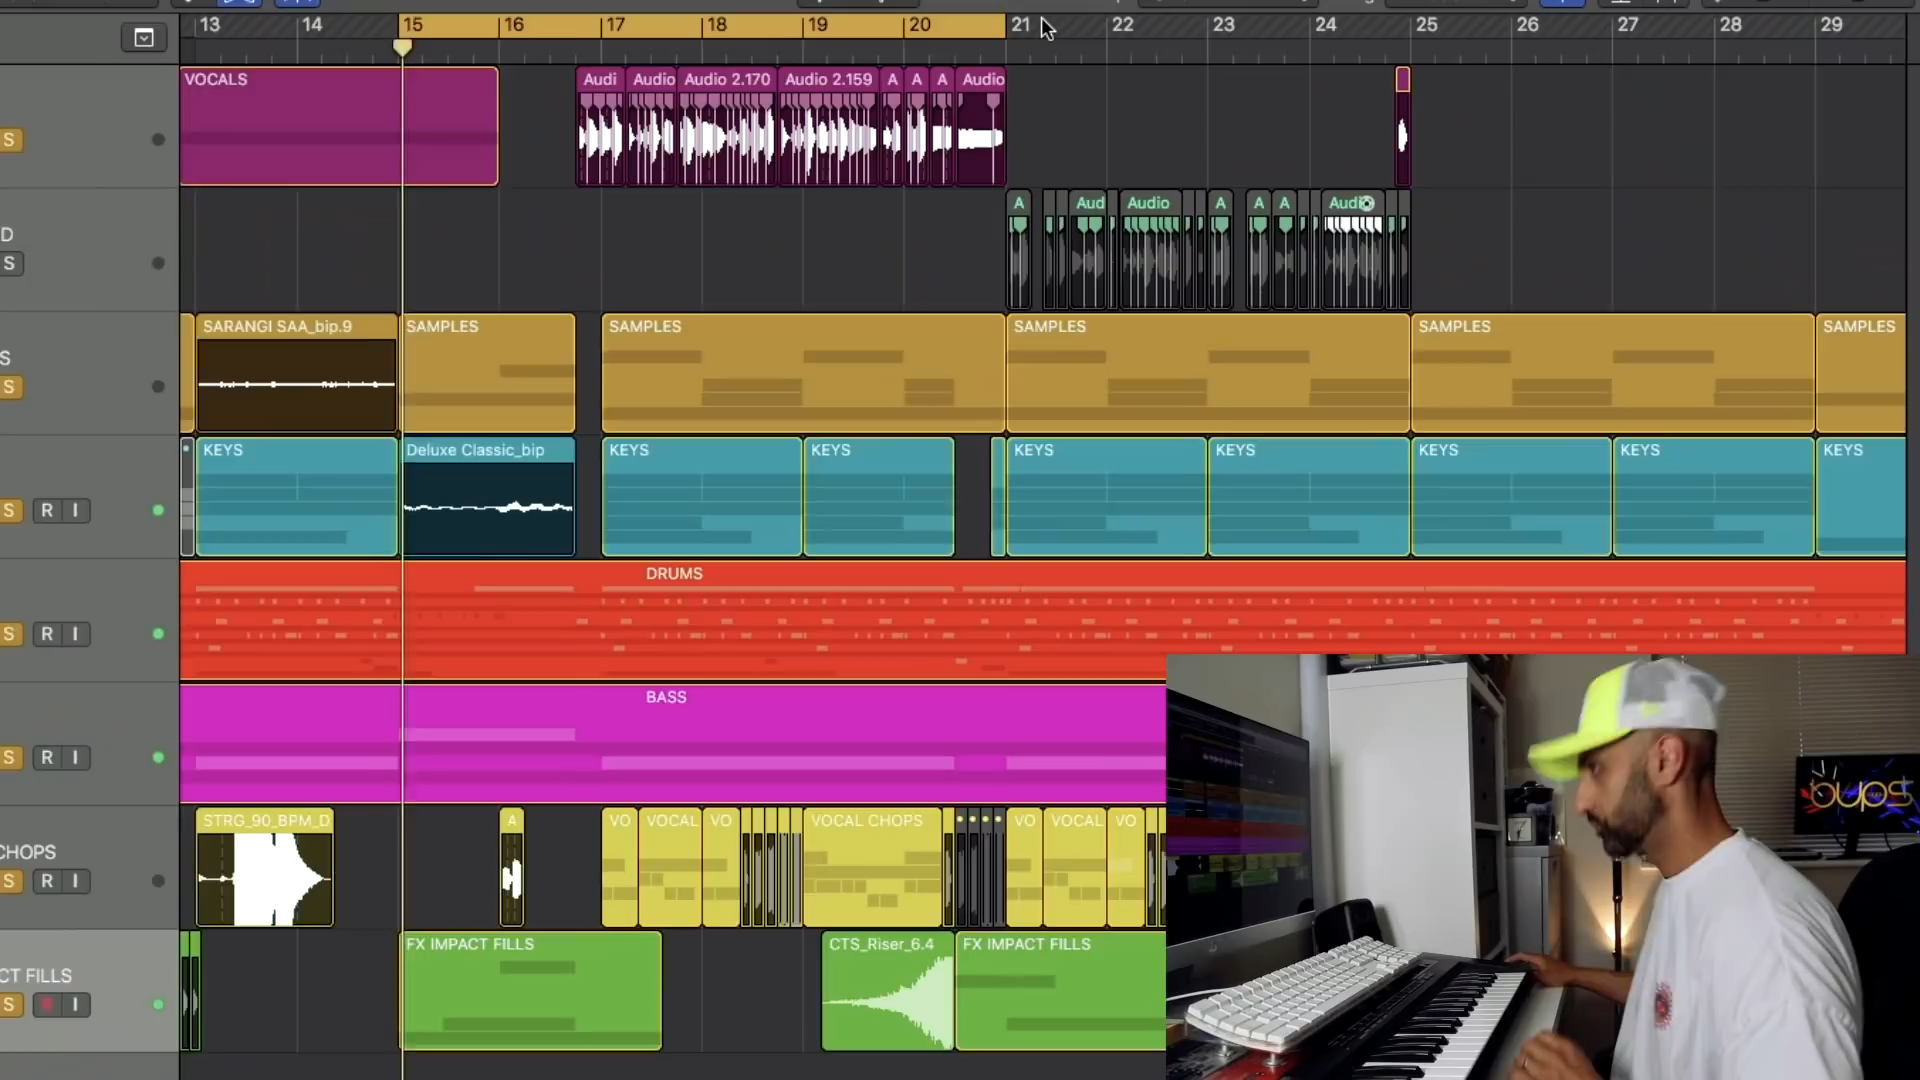 13 14 15 16 17 18 19 20 21 22 23 24 25 26 27 28 29
VOCALS Audi Audio Audio 2.170 Audio 2.159 A A A Audio
S
A Aud Audio A A A Audio
D
S
SARANGI SAA_bip.9 SAMPLES SAMPLES SAMPLES SAMPLES SAMPLES
S
S
KEYS Deluxe Classic_bip KEYS KEYS KEYS KEYS KEYS KEYS KEYS
S R I
DRUMS
S R I
BASS
S R I
STRG_90_BPM_D A VO VOCAL VO VOCAL CHOPS VO VOCAL VO
CHOPS
S R I
FX IMPACT FILLS CTS_Riser_6.4 FX IMPACT FILLS
CT FILLS
S I
bups